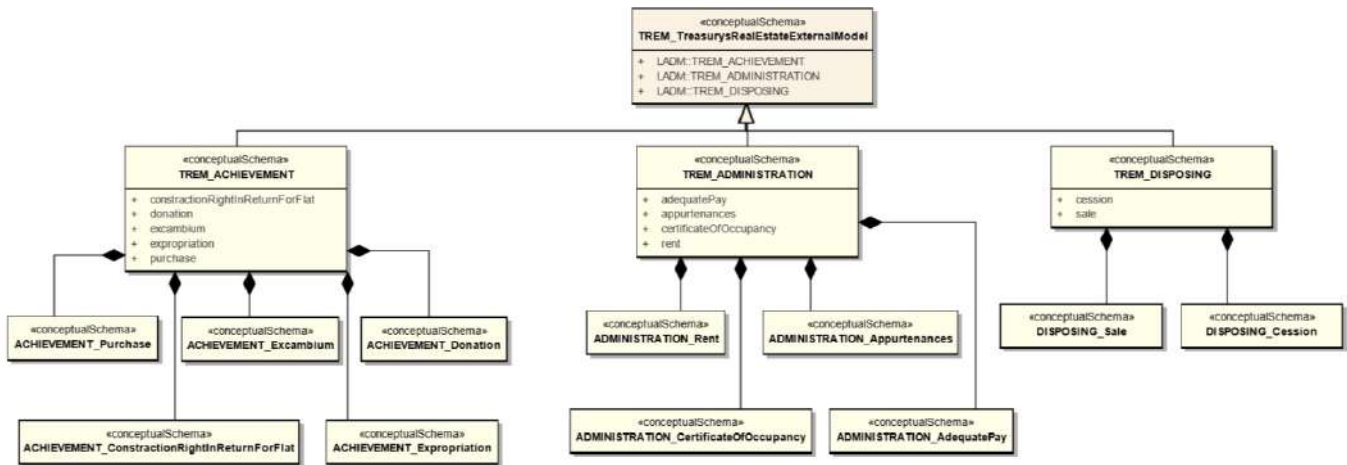 «conceptualSchema»
TREM_TreasurysRealEstateExternalModel
+ LADM::TREM_ACHIEVEMENT
+ LADM::TREM_ADMINISTRATION
+ LADM::TREM_DISPOSING
«conceptualSchema»
TREM_ACHIEVEMENT
+ constractionRightInReturnForFlat
+ donation
+ excambium
+ expropriation
+ purchase
«conceptualSchema»
TREM_ADMINISTRATION
+ adequatePay
+ appurtenances
+ certificateOfOccupancy
+ rent
«conceptualSchema»
TREM_DISPOSING
+ cession
+ sale
«conceptualSchema»
ACHIEVEMENT_Purchase
«conceptualSchema»
ACHIEVEMENT_Excambium
«conceptualSchema»
ACHIEVEMENT_Donation
«conceptualSchema»
ADMINISTRATION_Rent
«conceptualSchema»
ADMINISTRATION_Appurtenances
«conceptualSchema»
DISPOSING_Sale
«conceptualSchema»
DISPOSING_Cession
«conceptualSchema»
ACHIEVEMENT_ConstractionRightInReturnForFlat
«conceptualSchema»
ACHIEVEMENT_Expropriation
«conceptualSchema»
ADMINISTRATION_CertificateOfOccupancy
«conceptualSchema»
ADMINISTRATION_AdequatePay